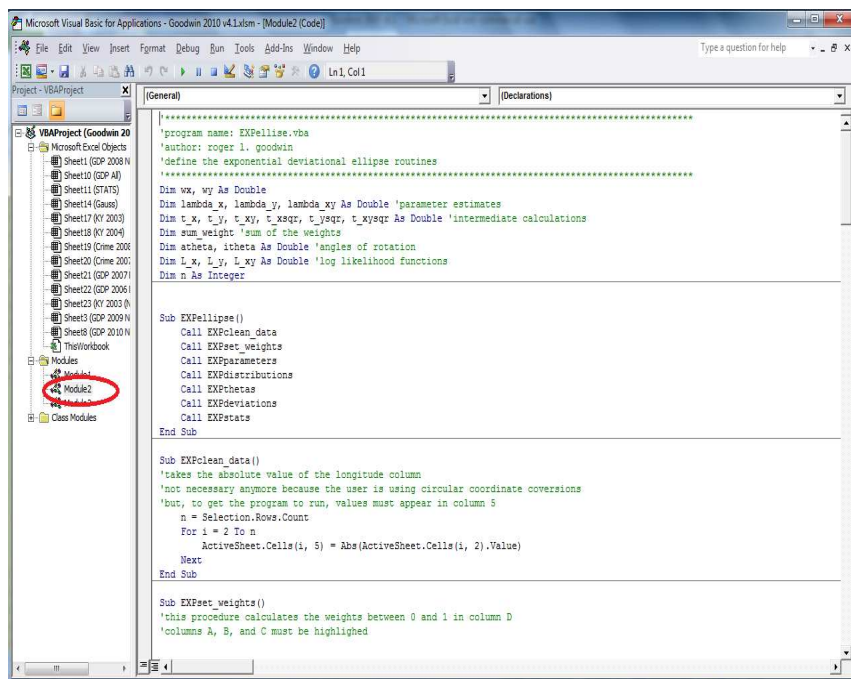 Microsoft Visual Basic for Applications - Goodwin 2010 v4.1.xlsm - [Module2 (Code)]
File Edit View Insert Format Debug Run Tools Add-Ins Window Help
Type a question for help
Ln 1, Col 1
Project - VBAProject
(General)
(Declarations)
VBAProject (Goodwin 20
Microsoft Excel Objects
Sheet1 (GDP 2008 N
Sheet10 (GDP All)
Sheet11 (STATS)
Sheet14 (Gauss)
Sheet17 (KY 2003)
Sheet18 (KY 2004)
Sheet19 (Crime 2008
Sheet20 (Crime 2007
Sheet21 (GDP 2007
Sheet22 (GDP 2006
Sheet23 (KY 2003 (N
Sheet3 (GDP 2009 N
Sheet8 (GDP 2010 N
ThisWorkbook
Modules
Module1
Module2
Class Modules
'program name: EXPellise.vba
'author: roger l. goodwin
'define the exponential deviational ellipse routines
Dim wx, wy As Double
Dim lambda_x, lambda_y, lambda_xy As Double 'parameter estimates
Dim t_x, t_y, t_xy, t_xsqr, t_ysqr, t_xysqr As Double 'intermediate calculations
Dim sum_weight 'sum of the weights
Dim atheta, itheta As Double 'angles of rotation
Dim L_x, L_y, L_xy As Double 'log likelihood functions
Dim n As Integer
Sub EXPellipse()
Call EXPclean_data
Call EXPset_weights
Call EXPparameters
Call EXPdistributions
Call EXPthetas
Call EXPdeviations
Call EXPstats
End Sub
Sub EXPclean_data()
'takes the absolute value of the longitude column
'not necessary anymore because the user is using circular coordinate coversions
'but, to get the program to run, values must appear in column 5
n = Selection.Rows.Count
For i = 2 To n
ActiveSheet.Cells(i, 5) = Abs(ActiveSheet.Cells(i, 2).Value)
Next
End Sub
Sub EXPset_weights()
'this procedure calculates the weights between 0 and 1 in column D
'columns A, B, and C must be highlighed